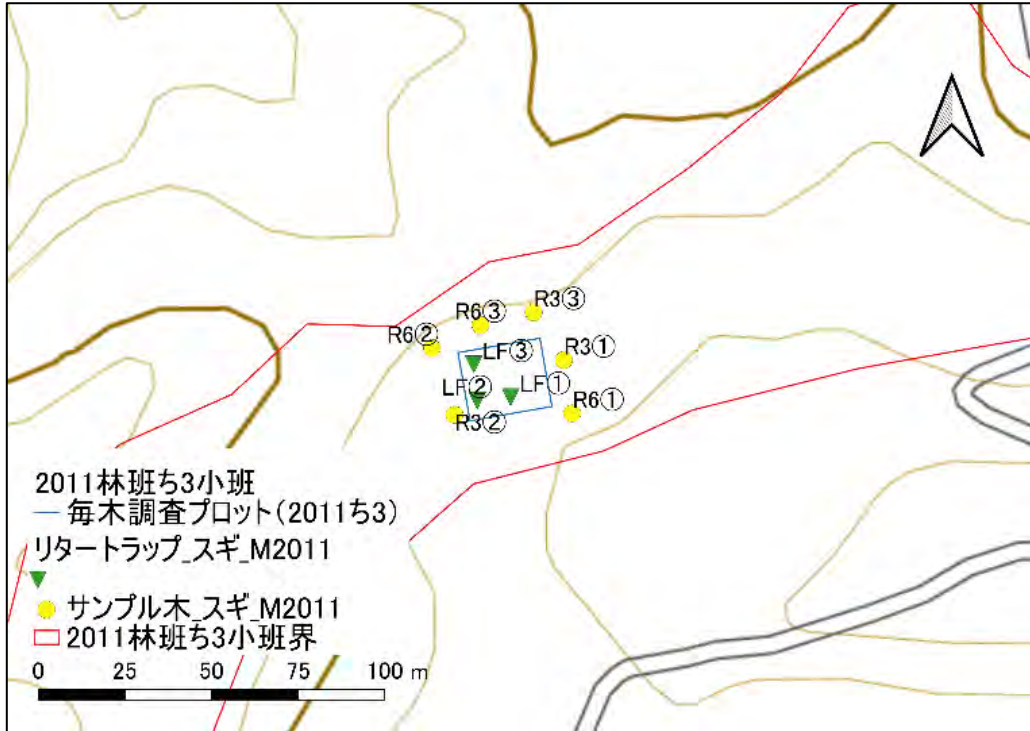 R3③
R6③
R6②
R3①
LF③
LF②
LF①
R6①
R3②
2011林班ち3小班
毎木調査プロット(2011ち3)
リタートラップ_スギ_M2011
サンプル木_スギ_M2011
2011林班ち3小班界
0 25 50 75 100 m